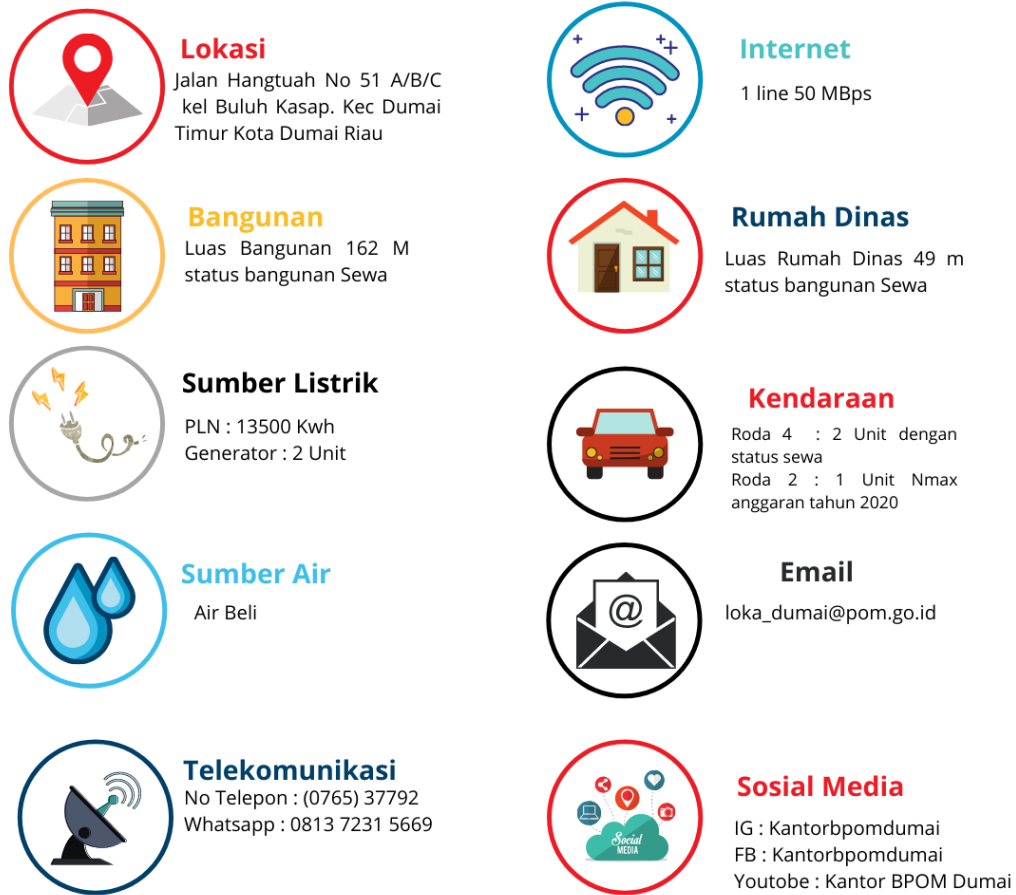 Lokasi
Jalan Hangtuah No 51 A/B/C
kel Buluh Kasap. Kec Dumai
Timur Kota Dumai Riau
Internet
1 line 50 MBps
Bangunan
Luas Bangunan 162 M
status bangunan Sewa
Rumah Dinas
Luas Rumah Dinas 49 m
status bangunan Sewa
Sumber Listrik
PLN : 13500 Kwh
Generator : 2 Unit
Kendaraan
Roda 4 : 2 Unit dengan
status sewa
Roda 2 : 1 Unit Nmax
anggaran tahun 2020
Sumber Air
Air Beli
Email
@
loka_dumai@pom.go.id
Telekomunikasi
No Telepon : (0765) 37792
Whatsapp : 0813 7231 5669
Social
MEDIA
Sosial Media
IG : Kantorbpomdumai
FB : Kantorbpomdumai
Youtobe : Kantor BPOM Dumai